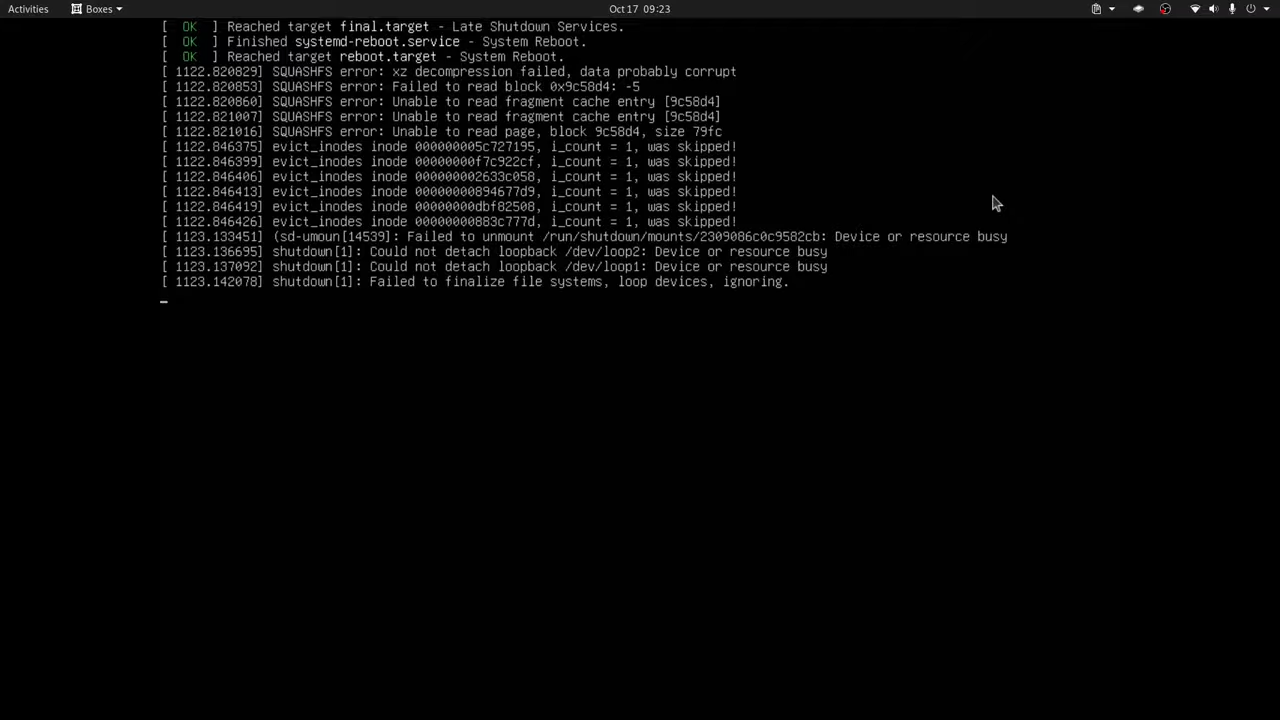 Activities Boxes Oct 17 09:23
[ OK ] Reached target final.target - Late Shutdown Services.
[ OK ] Finished systemd-reboot.service - System Reboot.
[ OK ] Reached target reboot.target - System Reboot.
[ 1122.820829] SQUASHFS error: xz decompression failed, data probably corrupt
[ 1122.820853] SQUASHFS error: Failed to read block 0x9c58d4: -5
[ 1122.820860] SQUASHFS error: Unable to read fragment cache entry [9c58d4]
[ 1122.821007] SQUASHFS error: Unable to read fragment cache entry [9c58d4]
[ 1122.821016] SQUASHFS error: Unable to read page, block 9c58d4, size 79fc
[ 1122.846375] evict_inodes inode 000000005c727195, i_count = 1, was skipped!
[ 1122.846399] evict_inodes inode 00000000f7c922cf, i_count = 1, was skipped!
[ 1122.846406] evict_inodes inode 000000002633c058, i_count = 1, was skipped!
[ 1122.846413] evict_inodes inode 00000000894677d9, i_count = 1, was skipped!
[ 1122.846419] evict_inodes inode 00000000dbf82508, i_count = 1, was skipped!
[ 1122.846426] evict_inodes inode 00000000883c777d, i_count = 1, was skipped!
[ 1123.133451] (sd-umoun[14539]: Failed to unmount /run/shutdown/mounts/2309086c0c9582cb: Device or resource busy
[ 1123.136695] shutdown[1]: Could not detach loopback /dev/loop2: Device or resource busy
[ 1123.137092] shutdown[1]: Could not detach loopback /dev/loop1: Device or resource busy
[ 1123.142078] shutdown[1]: Failed to finalize file systems, loop devices, ignoring.